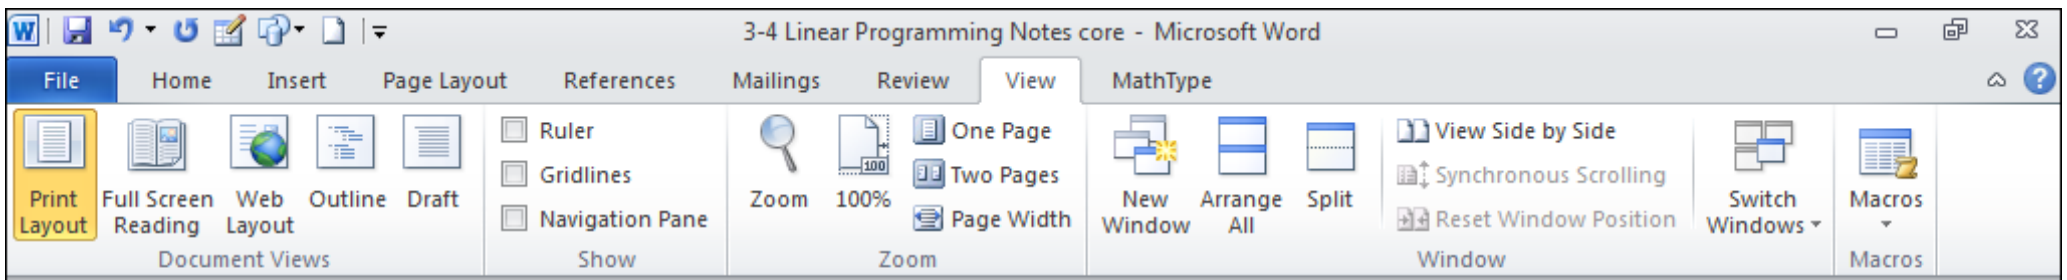 W
3-4 Linear Programming Notes core - Microsoft Word
File Home Insert Page Layout References Mailings Review View MathType
?
Print Layout
Full Screen Reading
Web Layout
Outline
Draft
Document Views
Ruler
Gridlines
Navigation Pane
Show
Zoom
100
100%
One Page
Two Pages
Page Width
Zoom
New Window
Arrange All
Split
View Side by Side
Synchronous Scrolling
Reset Window Position
Switch Windows
Window
Macros
Macros